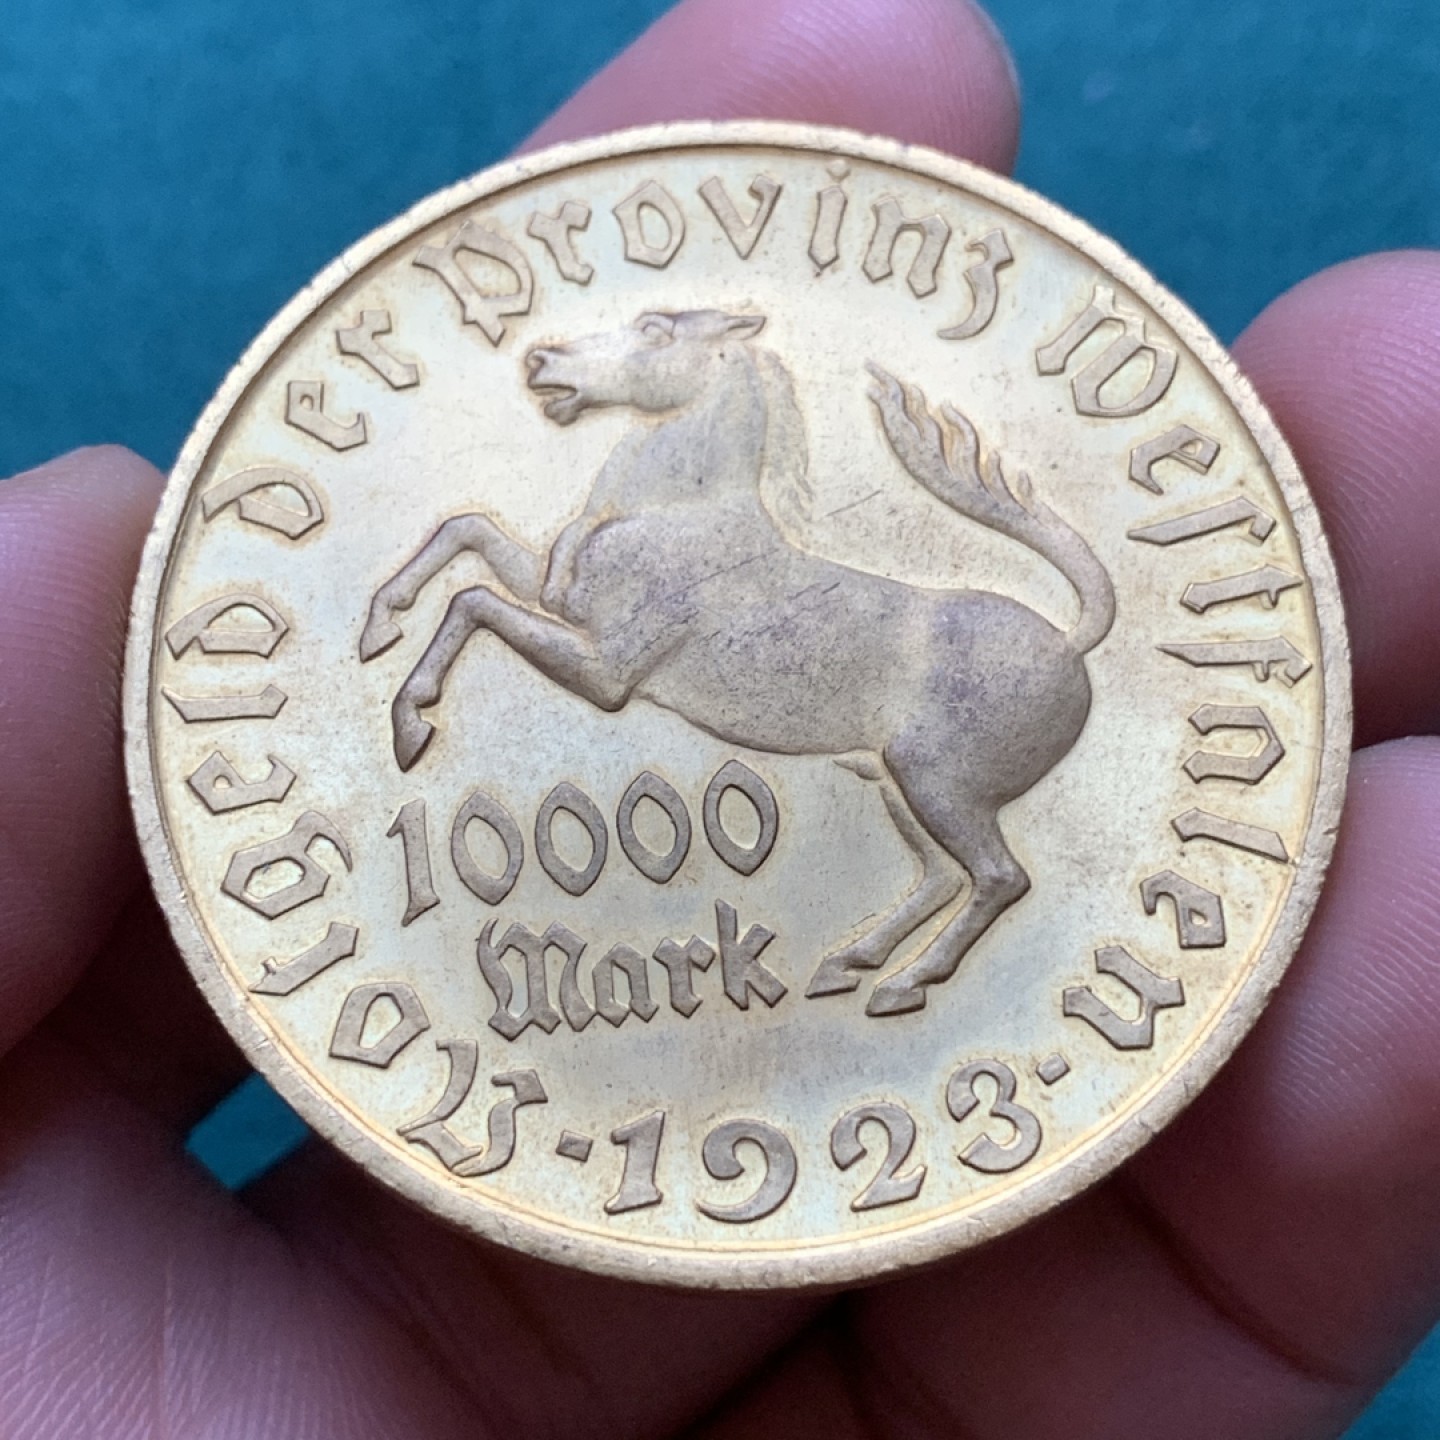 Notgeld der Provinz Westfalen
10000
Mark
· 1923 ·